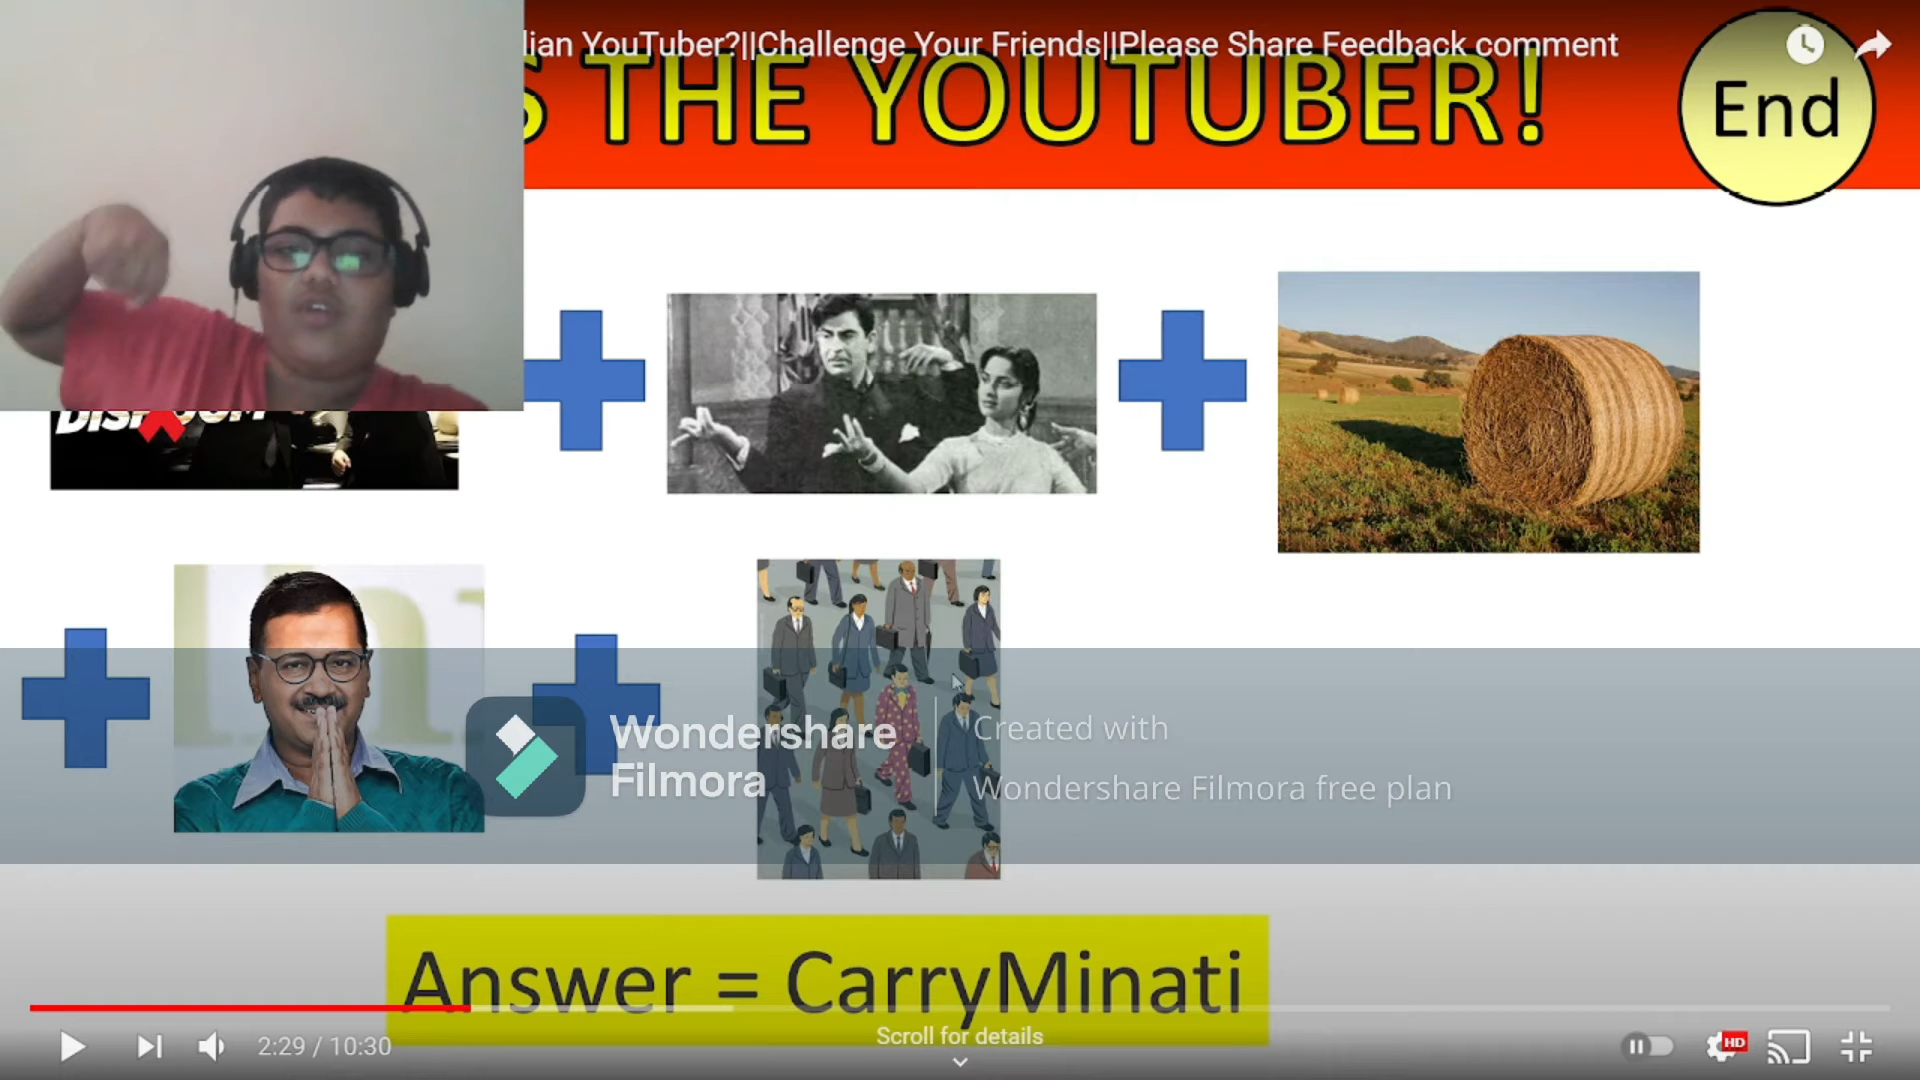 lian YouTuber?||Challenge Your Friends||Please Share Feedback comment
S THE YOUTUBER!
End
DISHOOM
Wondershare
Filmora
Created with
Wondershare Filmora free plan
Answer = CarryMinati
2:29 / 10:30
Scroll for details
HD